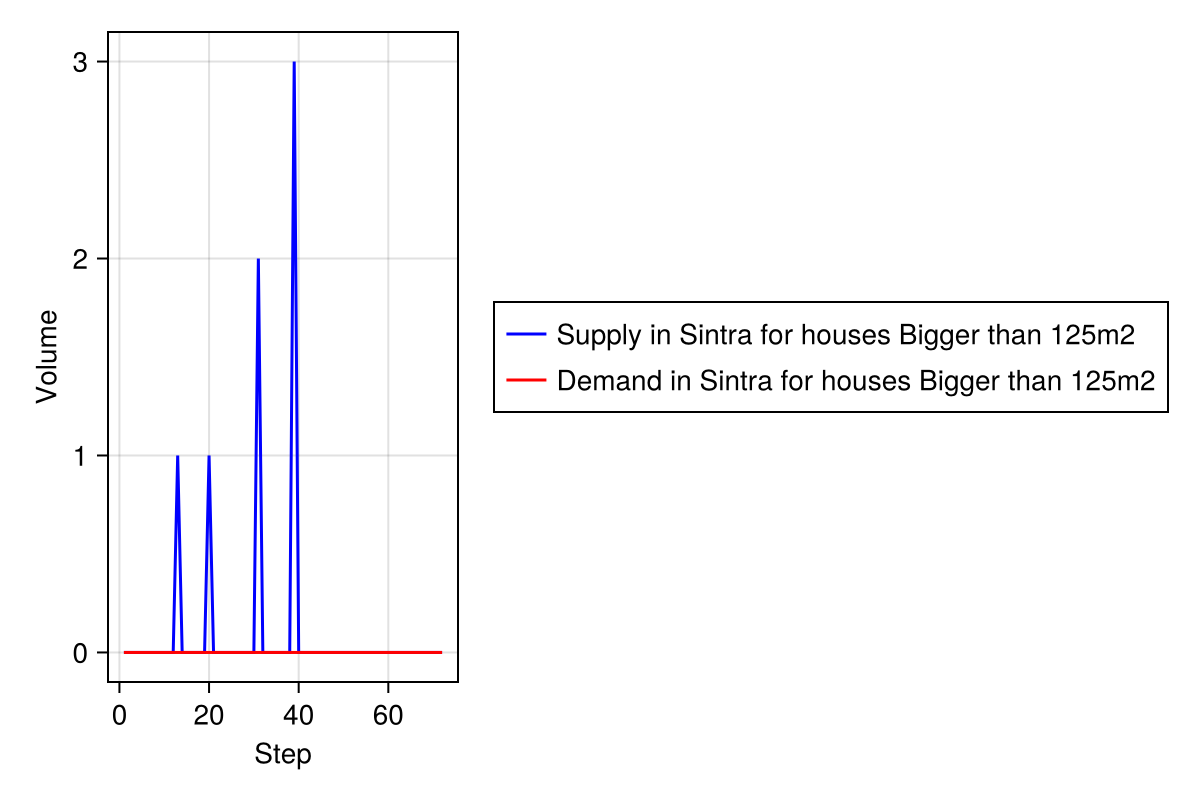 3
2
1
0
Volume
0 20 40 60
Step
Supply in Sintra for houses Bigger than 125m2
Demand in Sintra for houses Bigger than 125m2